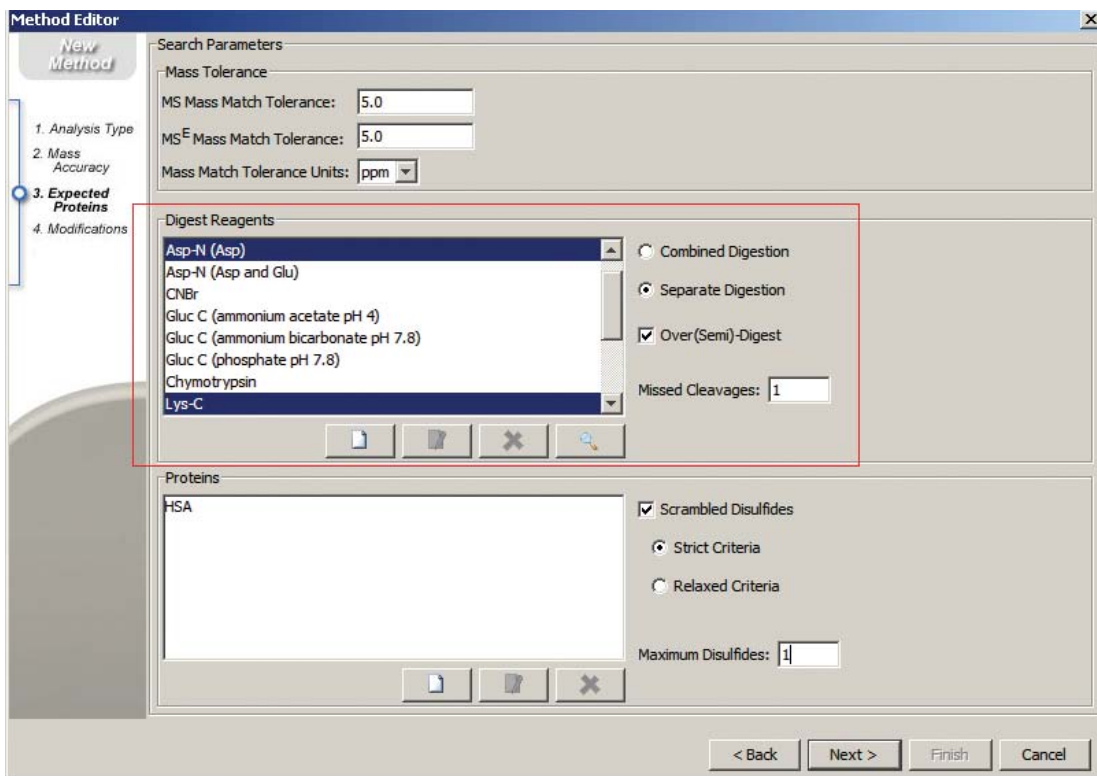 Method Editor
New
Method
1. Analysis Type
2. Mass
Accuracy
3. Expected
Proteins
4. Modifications
Search Parameters
Mass Tolerance
MS Mass Match Tolerance: 5.0
MSE Mass Match Tolerance: 5.0
Mass Match Tolerance Units: ppm
Digest Reagents
Asp-N (Asp)
Asp-N (Asp and Glu)
CNBr
Gluc C (ammonium acetate pH 4)
Gluc C (ammonium bicarbonate pH 7.8)
Gluc C (phosphate pH 7.8)
Chymotrypsin
Lys-C
Combined Digestion
Separate Digestion
Over(Semi)-Digest
Missed Cleavages: 1
Proteins
HSA
Scrambled Disulfides
Strict Criteria
Relaxed Criteria
Maximum Disulfides: 1
< Back
Next >
Finish
Cancel